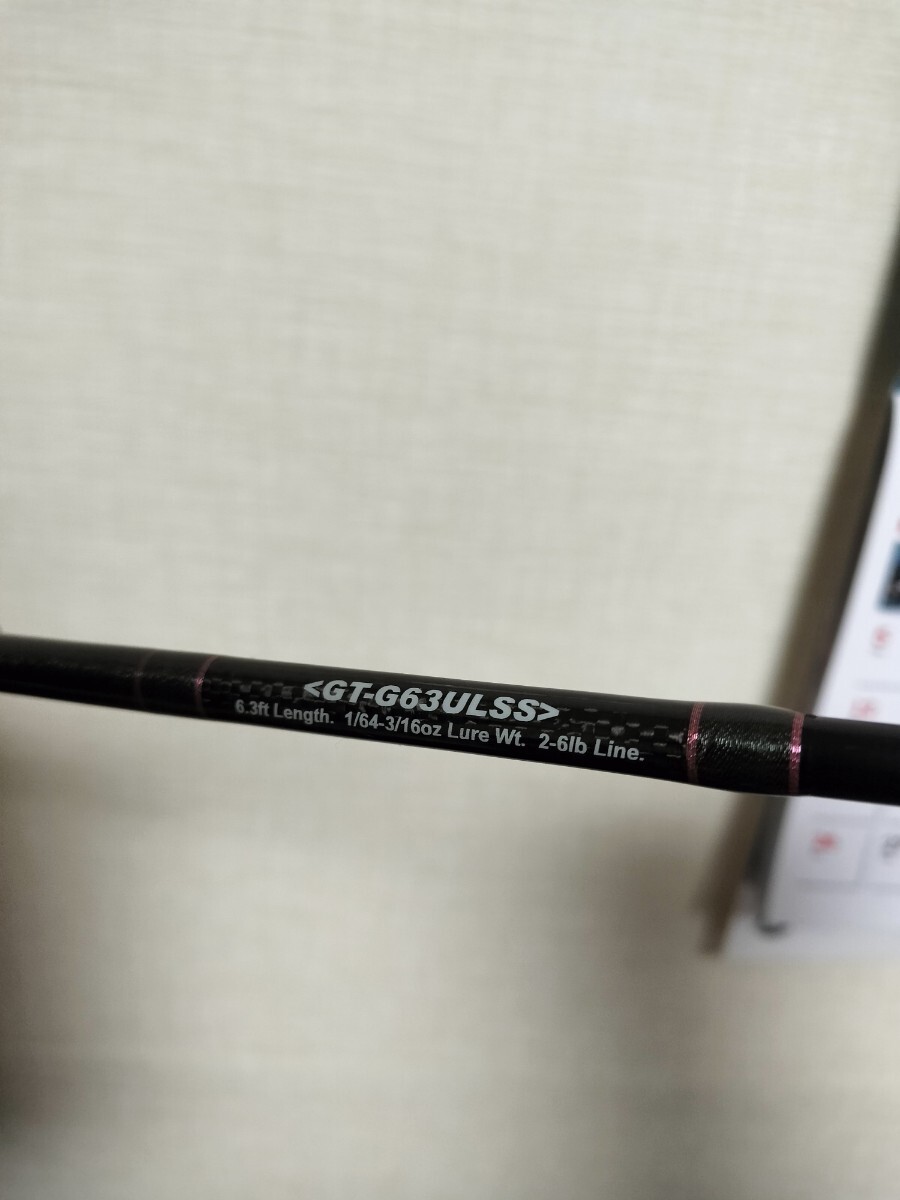 <GT-G63ULSS>
6.3ft Length. 1/64-3/16oz Lure Wt. 2-6lb Line.